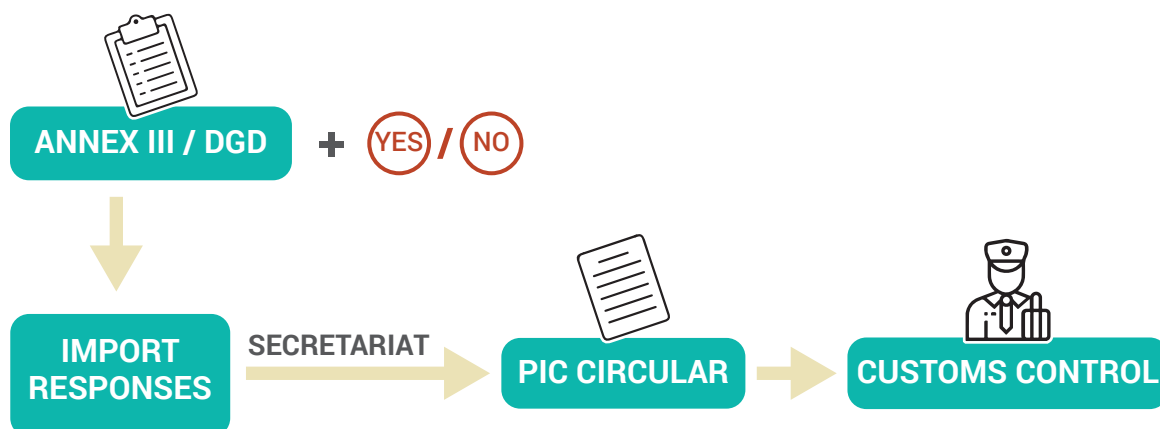 ANNEX III / DGD
+
YES / NO
IMPORT
RESPONSES
SECRETARIAT
PIC CIRCULAR
CUSTOMS CONTROL